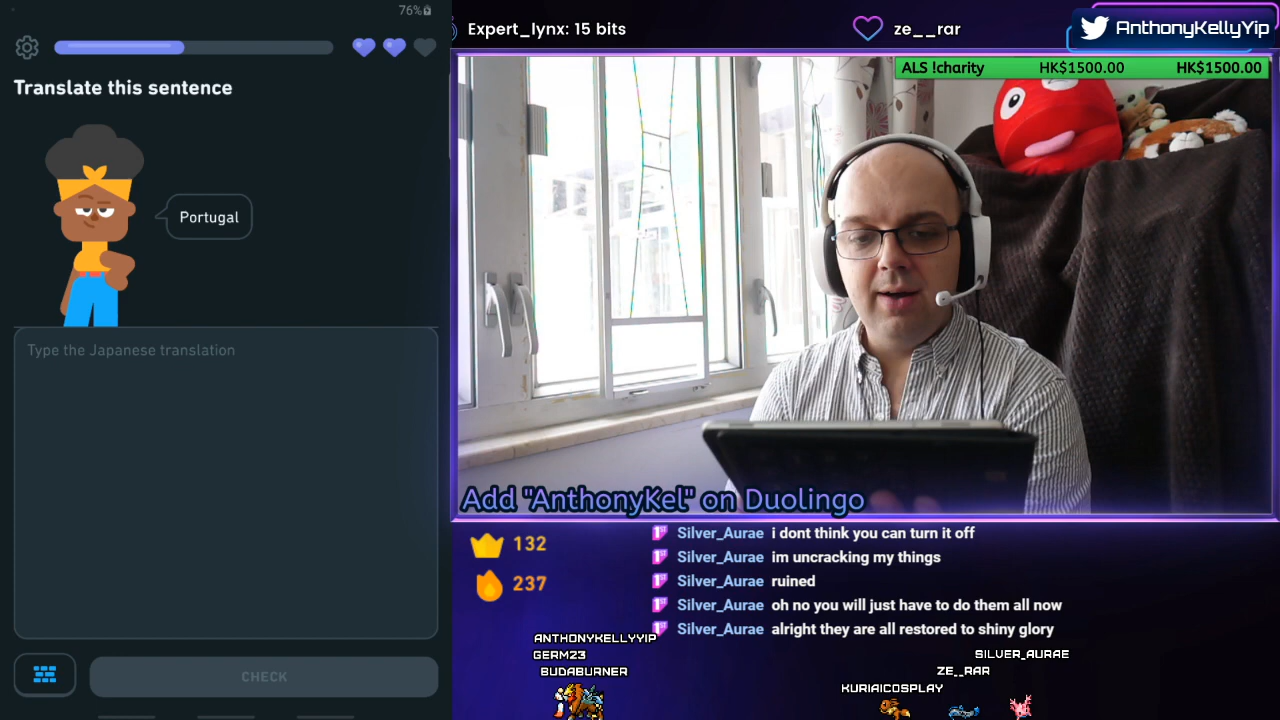 76%
Translate this sentence
Portugal
Type the Japanese translation
CHECK
Expert_lynx: 15 bits
ze__rar
AnthonyKellyYip
ALS !charity HK$1500.00 HK$1500.00
Add "AnthonyKel" on Duolingo
132
237
Silver_Aurae i dont think you can turn it off
Silver_Aurae im uncracking my things
Silver_Aurae ruined
Silver_Aurae oh no you will just have to do them all now
Silver_Aurae alright they are all restored to shiny glory
ANTHONYKELLYYIP
GERM23
BUDABURNER
SILVER_AURAE
ZE__RAR
KURIAICOSPLAY